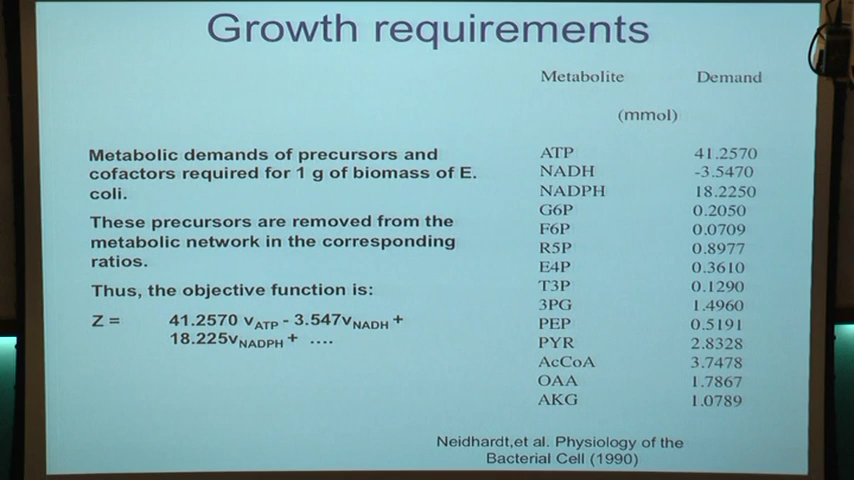 Growth requirements
Metabolite Demand
(mmol)
Metabolic demands of precursors and
cofactors required for 1 g of biomass of E.
coli.
These precursors are removed from the
metabolic network in the corresponding
ratios.
Thus, the objective function is:
Z = 41.2570 vATP - 3.547vNADH +
18.225vNADPH + ....
ATP 41.2570
NADH -3.5470
NADPH 18.2250
G6P 0.2050
F6P 0.0709
R5P 0.8977
E4P 0.3610
T3P 0.1290
3PG 1.4960
PEP 0.5191
PYR 2.8328
AcCoA 3.7478
OAA 1.7867
AKG 1.0789
Neidhardt,et al. Physiology of the
Bacterial Cell (1990)